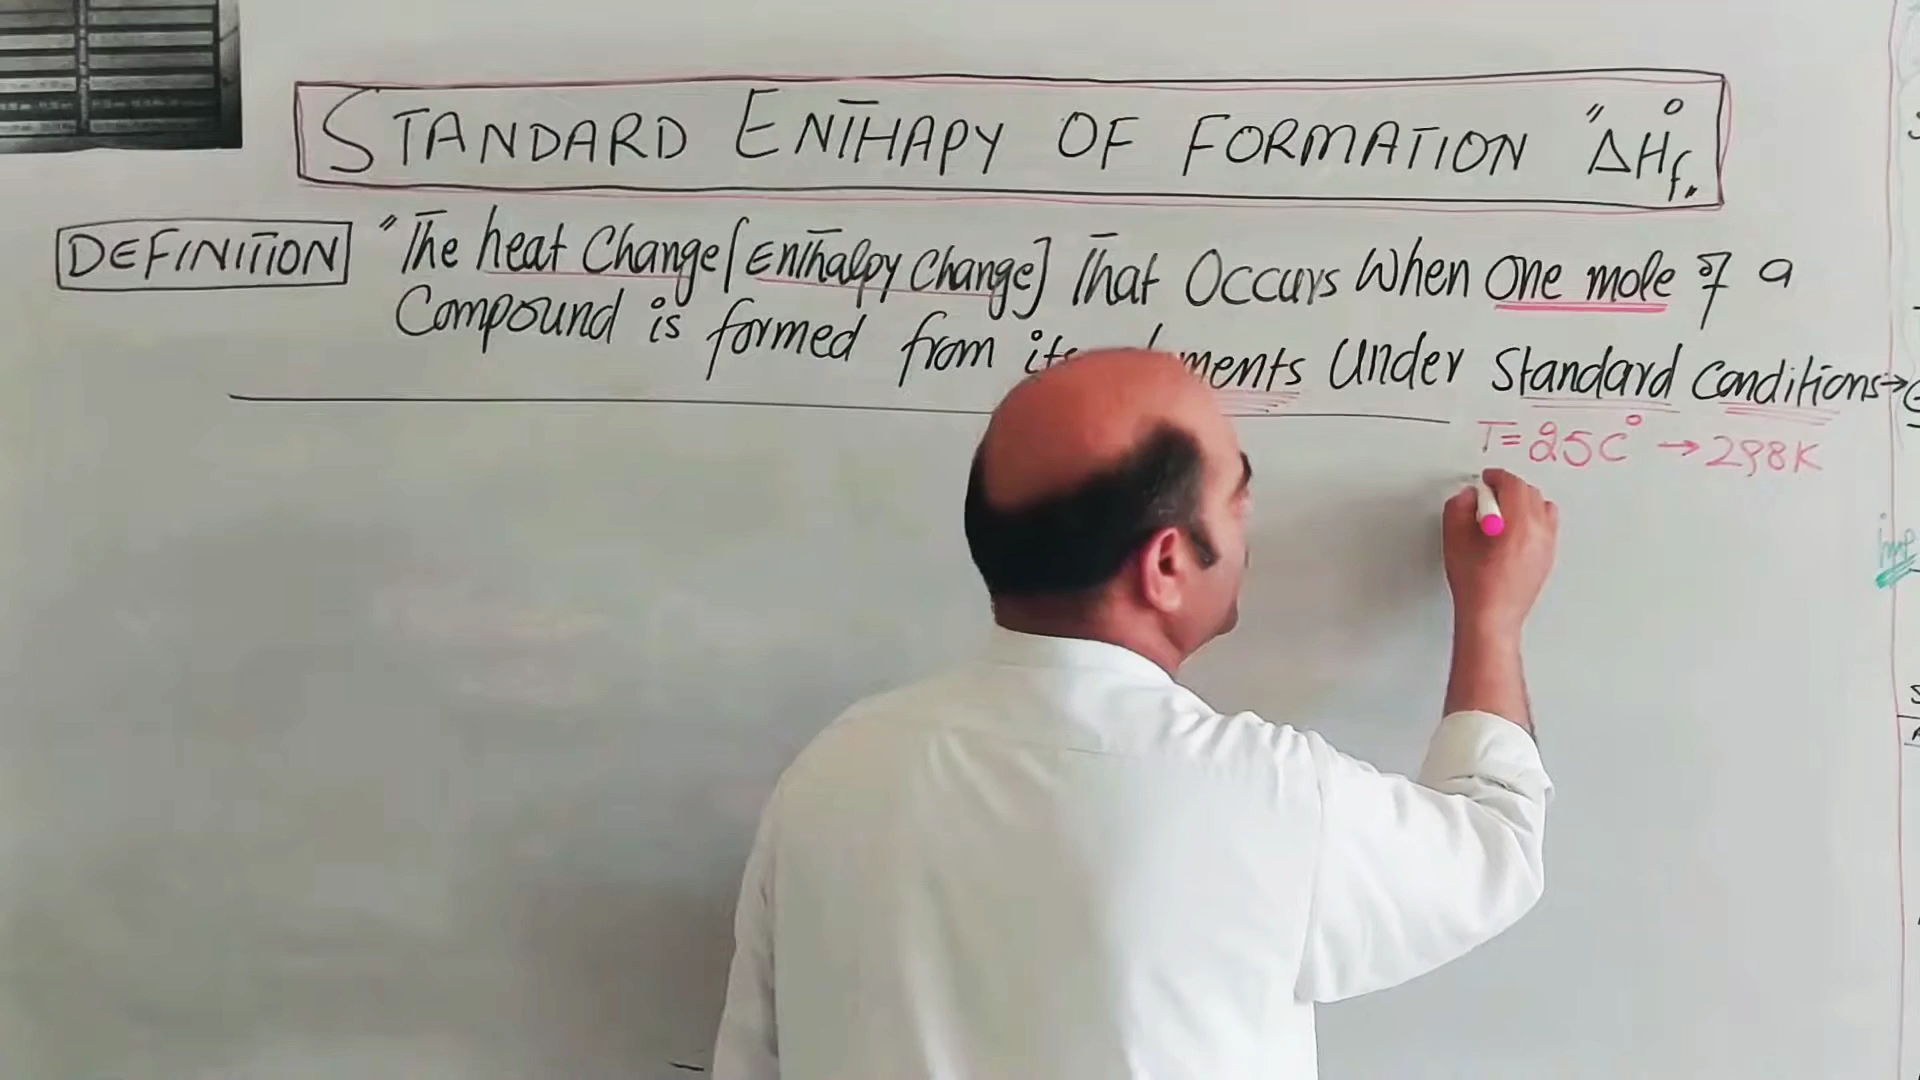 STANDARD ENTHAPY OF FORMATION "ΔH°f"
DEFINITION "The heat Change [Enthalpy Change] That Occurs When One mole of a
Compound is formed from its Under Standard Conditions→
T=25C° → 298K
imp